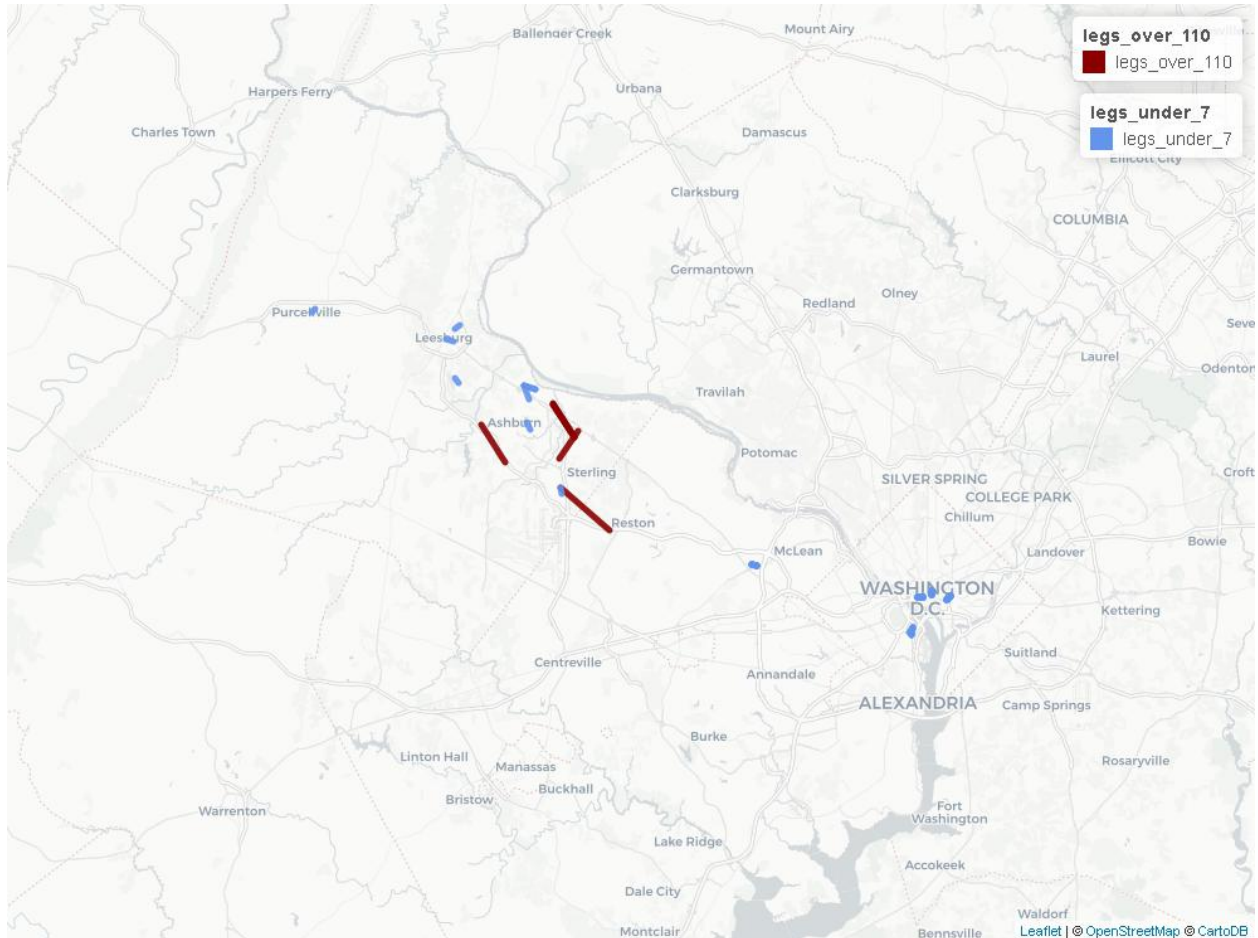 Ballenger Creek
Mount Airy
legs_over_110
legs_over_110
Harpers Ferry
Urbana
legs_under_7
legs_under_7
Charles Town
Damascus
Ellicott City
Clarksburg
COLUMBIA
Germantown
Olney
Redland
Purcellville
Leesburg
Laurel
Odenton
Travilah
Ashburn
Potomac
Sterling
SILVER SPRING
COLLEGE PARK
Chillum
Reston
McLean
Landover
Bowie
WASHINGTON
D.C.
Kettering
Suitland
Centreville
Annandale
ALEXANDRIA
Camp Springs
Burke
Linton Hall
Manassas
Buckhall
Bristow
Rosaryville
Warrenton
Fort
Washington
Lake Ridge
Accokeek
Dale City
Waldorf
Montclair
Bennsville
Leaflet | © OpenStreetMap © CartoDB